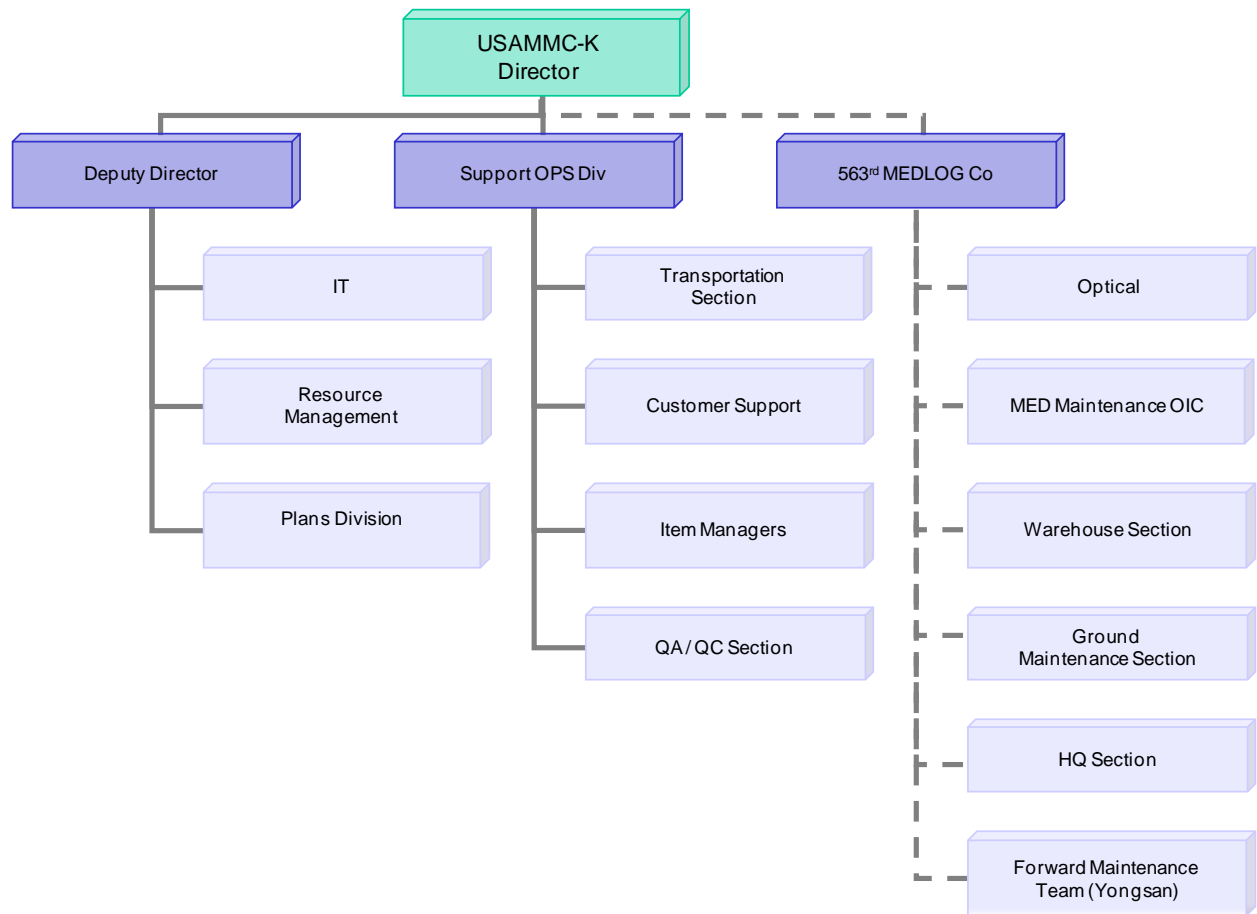 USAMMC-K
Director
Deputy Director
Support OPS Div
563rd MEDLOG Co
IT
Transportation
Section
Optical
Resource
Management
Customer Support
MED Maintenance OIC
Plans Division
Item Managers
Warehouse Section
QA / QC Section
Ground
Maintenance Section
HQ Section
Forward Maintenance
Team (Yongsan)